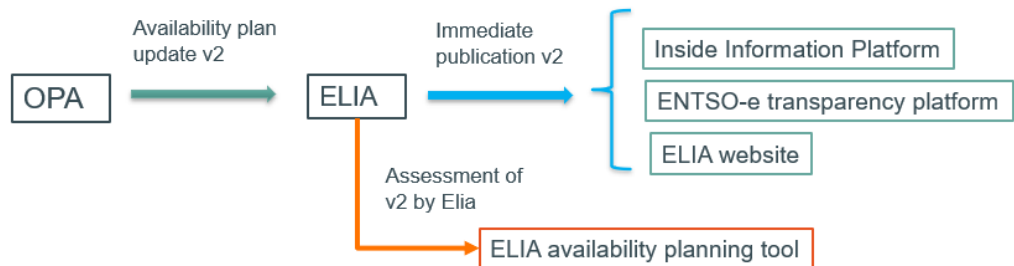 Availability plan
update v2
Immediate
publication v2
Inside Information Platform
OPA
ELIA
ENTSO-e transparency platform
ELIA website
Assessment of
v2 by Elia
ELIA availability planning tool